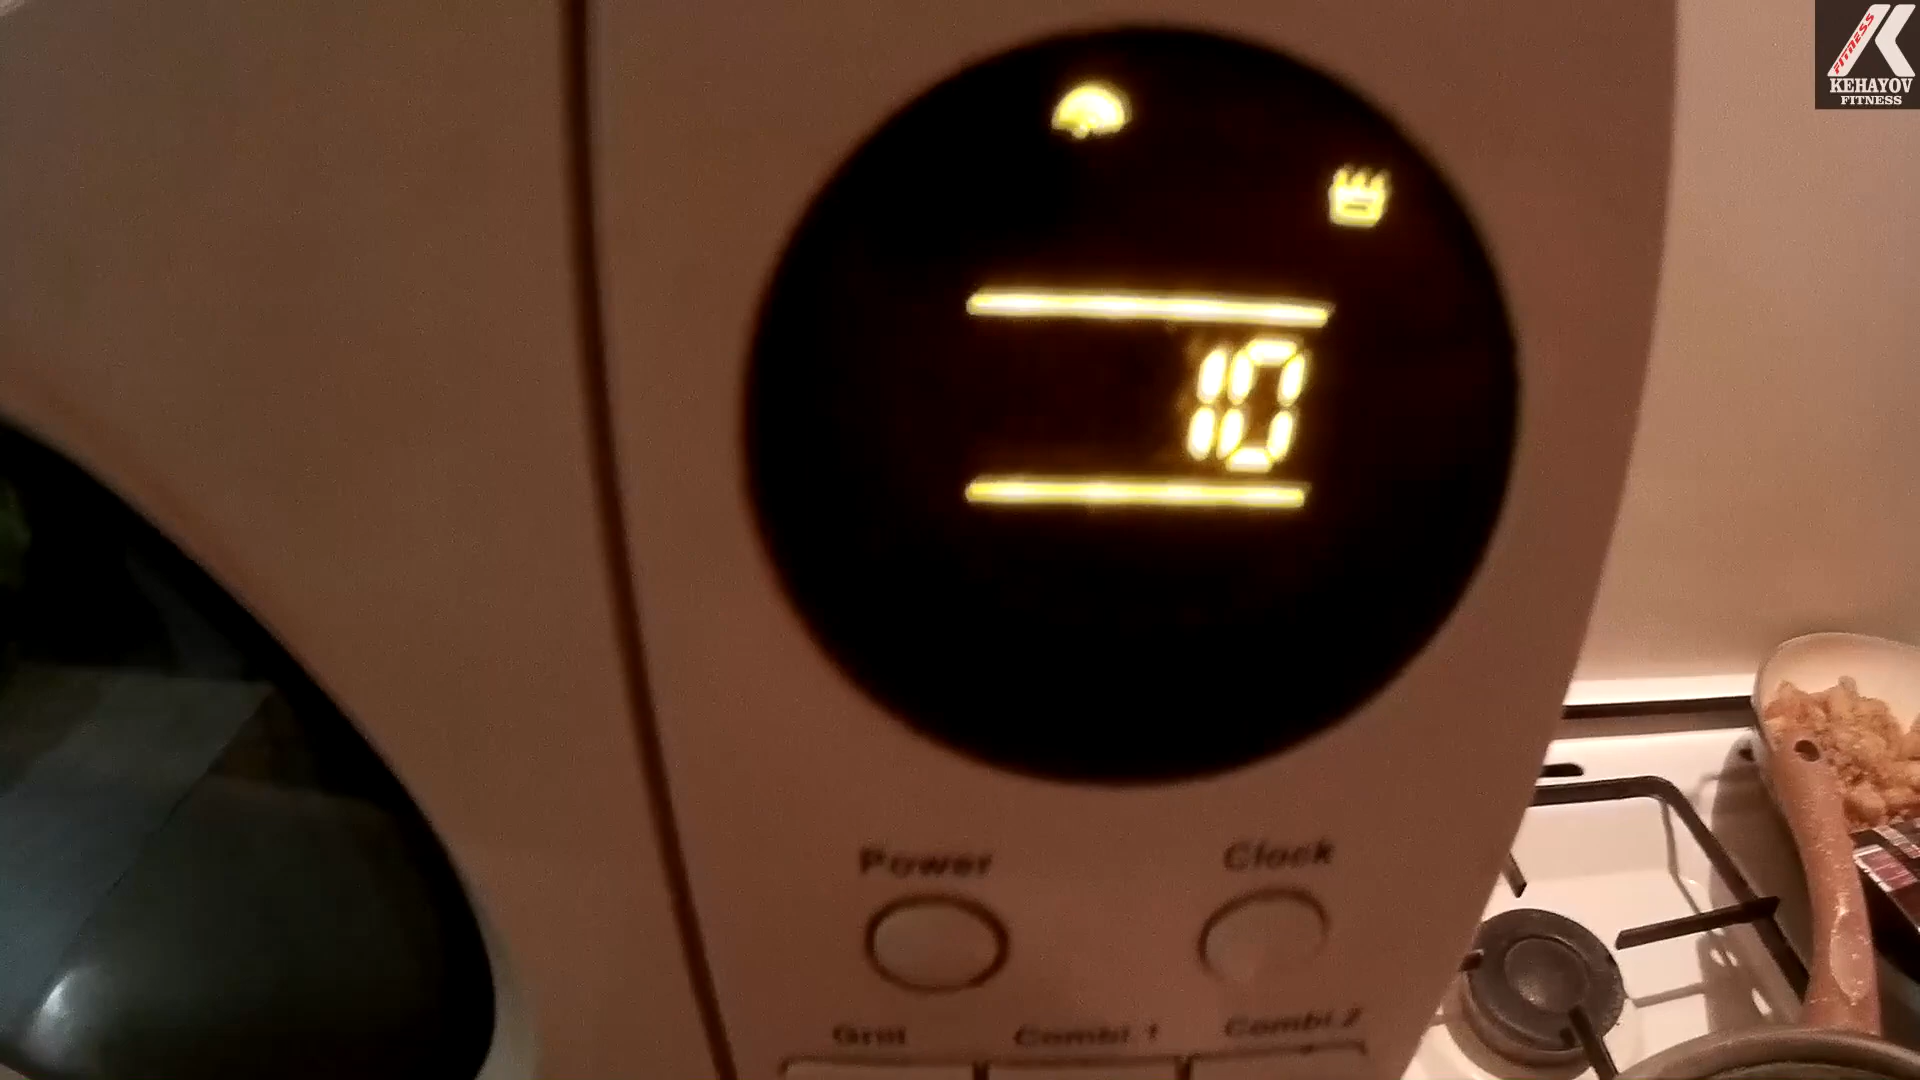 FITNESS
KEHAYOV
FITNESS
10
Power
Clock
Grill
Combi 1
Combi 2